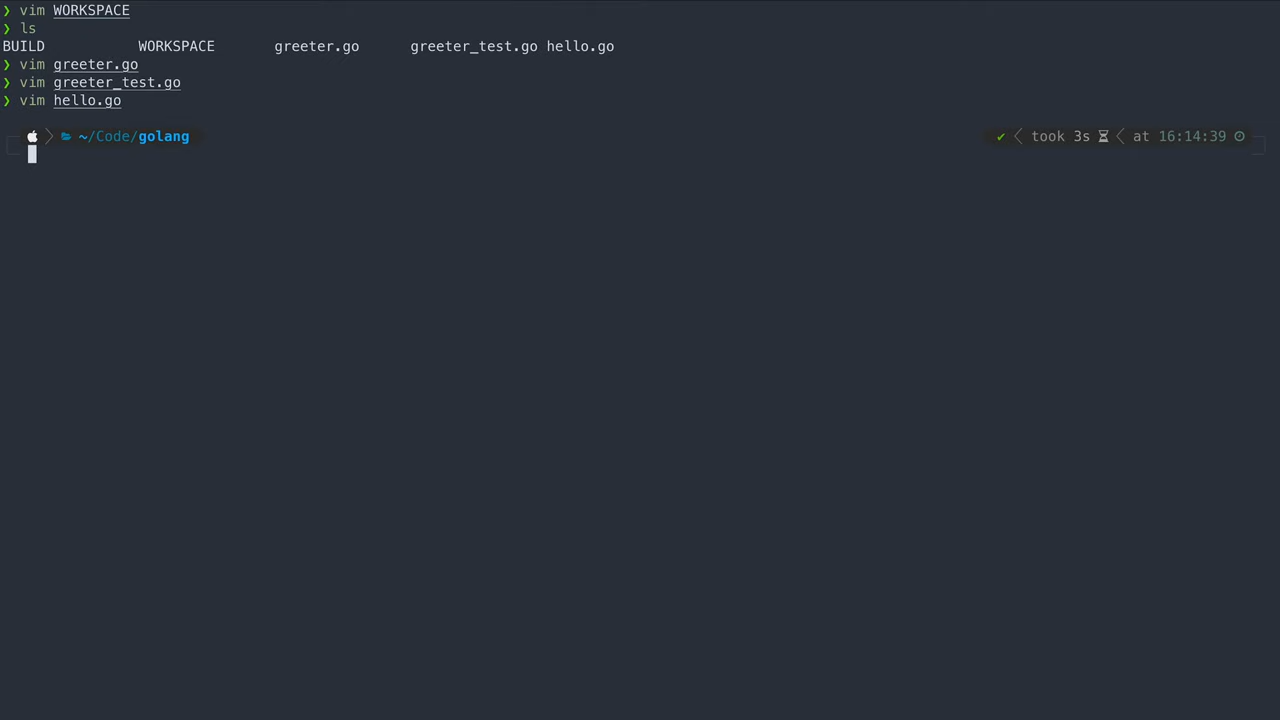 ❯ vim WORKSPACE
❯ ls
BUILD WORKSPACE greeter.go greeter_test.go hello.go
❯ vim greeter.go
❯ vim greeter_test.go
❯ vim hello.go
~/Code/golang ✔ took 3s at 16:14:39